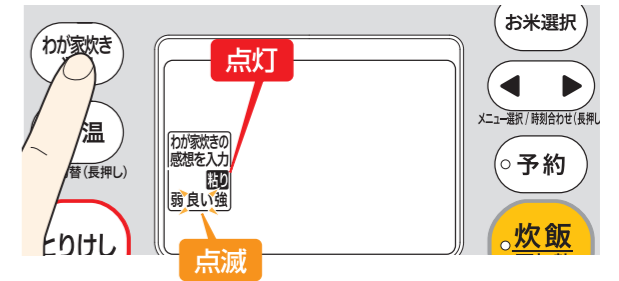 わが家炊き
温
替(長押し)
とりけし
点灯
わが家炊きの
感想を入力
粘り
弱 良い 強
点滅
お米選択
◀ ▶
メニュー選択/時刻合わせ(長押し
予約
炊飯